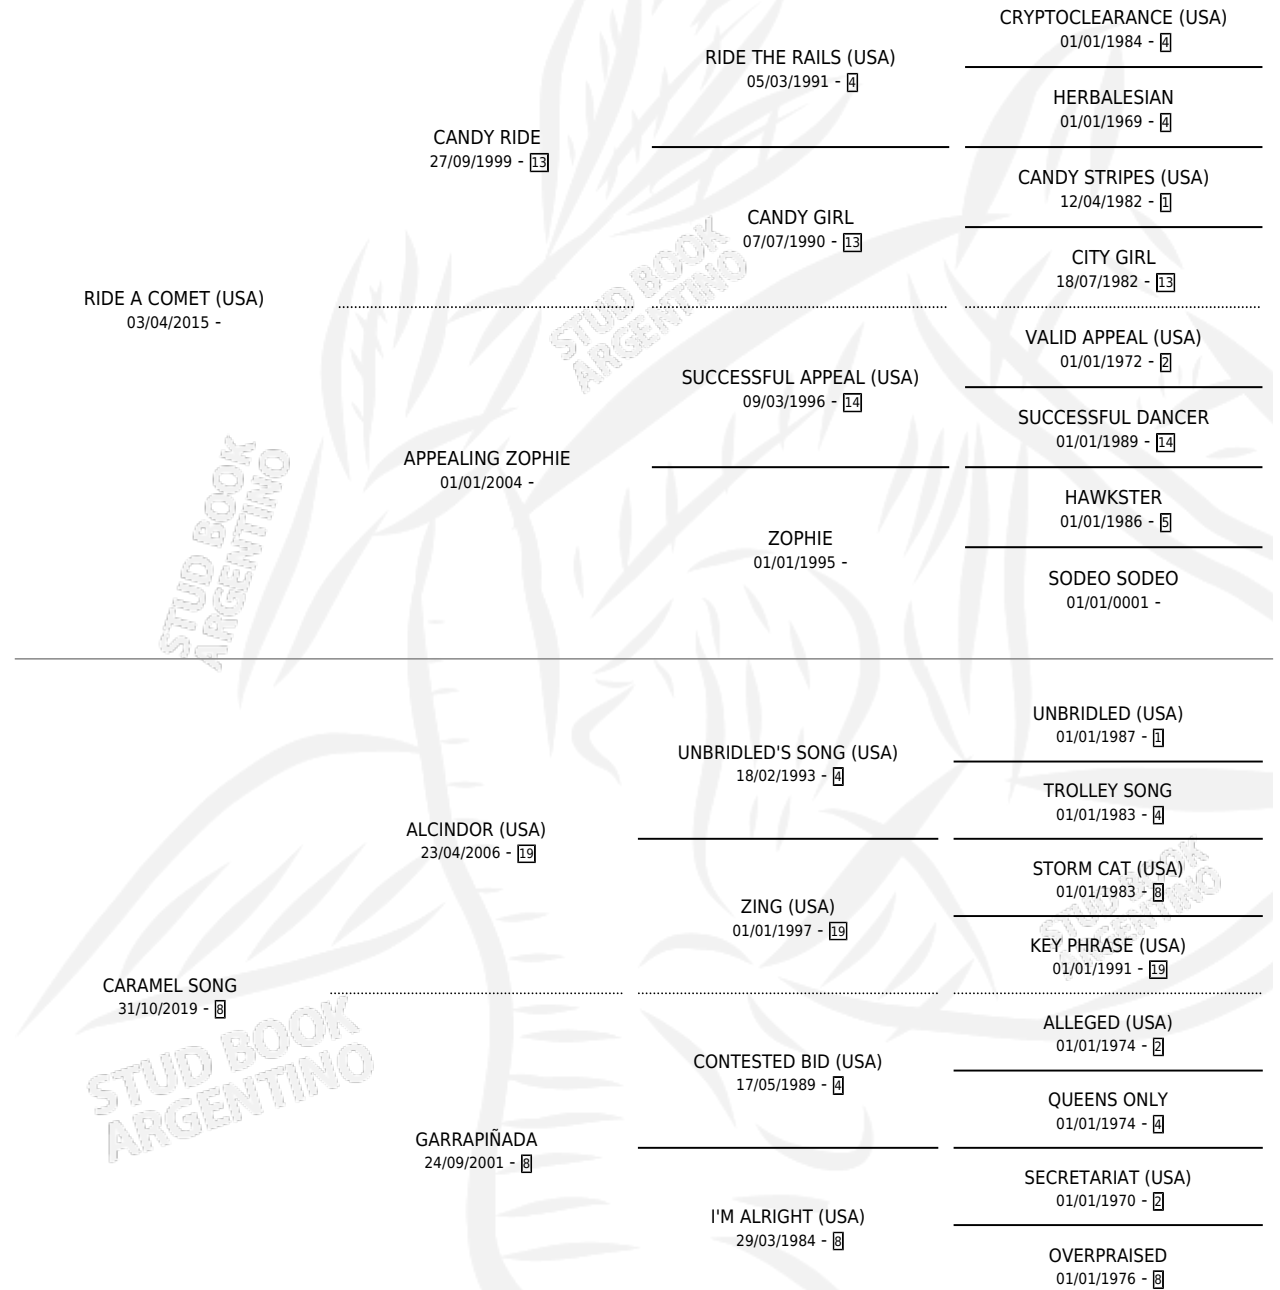 CRYPTOCLEARANCE (USA)
01/01/1984 - 4
RIDE THE RAILS (USA)
05/03/1991 - 4
HERBALESIAN
01/01/1969 - 4
CANDY RIDE
27/09/1999 - 13
CANDY STRIPES (USA)
12/04/1982 - 1
CANDY GIRL
07/07/1990 - 13
CITY GIRL
18/07/1982 - 13
RIDE A COMET (USA)
03/04/2015 -
VALID APPEAL (USA)
01/01/1972 - 2
SUCCESSFUL APPEAL (USA)
09/03/1996 - 14
SUCCESSFUL DANCER
01/01/1989 - 14
APPEALING ZOPHIE
01/01/2004 -
HAWKSTER
01/01/1986 - 5
ZOPHIE
01/01/1995 -
SODEO SODEO
01/01/0001 -
UNBRIDLED (USA)
01/01/1987 - 1
UNBRIDLED'S SONG (USA)
18/02/1993 - 4
TROLLEY SONG
01/01/1983 - 4
ALCINDOR (USA)
23/04/2006 - 19
STORM CAT (USA)
01/01/1983 - 8
ZING (USA)
01/01/1997 - 19
KEY PHRASE (USA)
01/01/1991 - 19
CARAMEL SONG
31/10/2019 - 8
ALLEGED (USA)
01/01/1974 - 2
CONTESTED BID (USA)
17/05/1989 - 4
QUEENS ONLY
01/01/1974 - 4
GARRAPIÑADA
24/09/2001 - 8
SECRETARIAT (USA)
01/01/1970 - 2
I'M ALRIGHT (USA)
29/03/1984 - 8
OVERPRAISED
01/01/1976 - 8
STUD BOOK
ARGENTINO
STUD BOOK
ARGENTINO
STUD BOOK
ARGENTINO
STUD BOOK
ARGENTINO